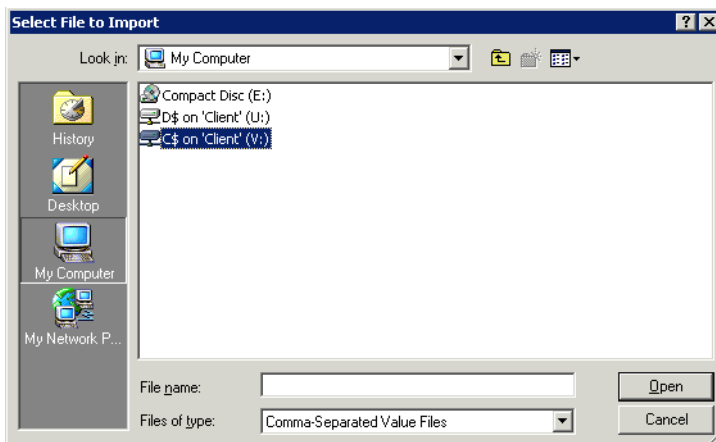 Select File to Import
Look in: My Computer
Compact Disc (E:)
D$ on 'Client' (U:)
C$ on 'Client' (V:)
History
Desktop
My Computer
My Network P...
File name: Open
Files of type: Comma-Separated Value Files Cancel